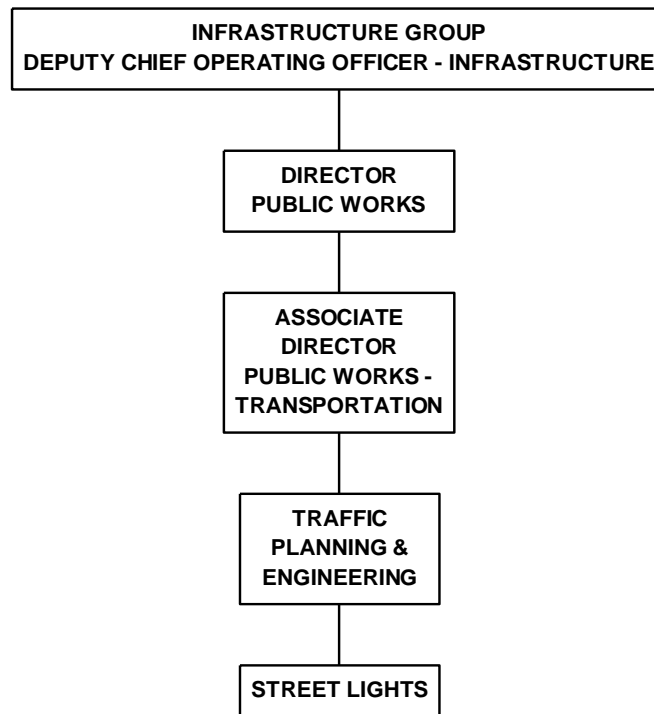 INFRASTRUCTURE GROUP
DEPUTY CHIEF OPERATING OFFICER - INFRASTRUCTURE
DIRECTOR
PUBLIC WORKS
ASSOCIATE
DIRECTOR
PUBLIC WORKS -
TRANSPORTATION
TRAFFIC
PLANNING &
ENGINEERING
STREET LIGHTS